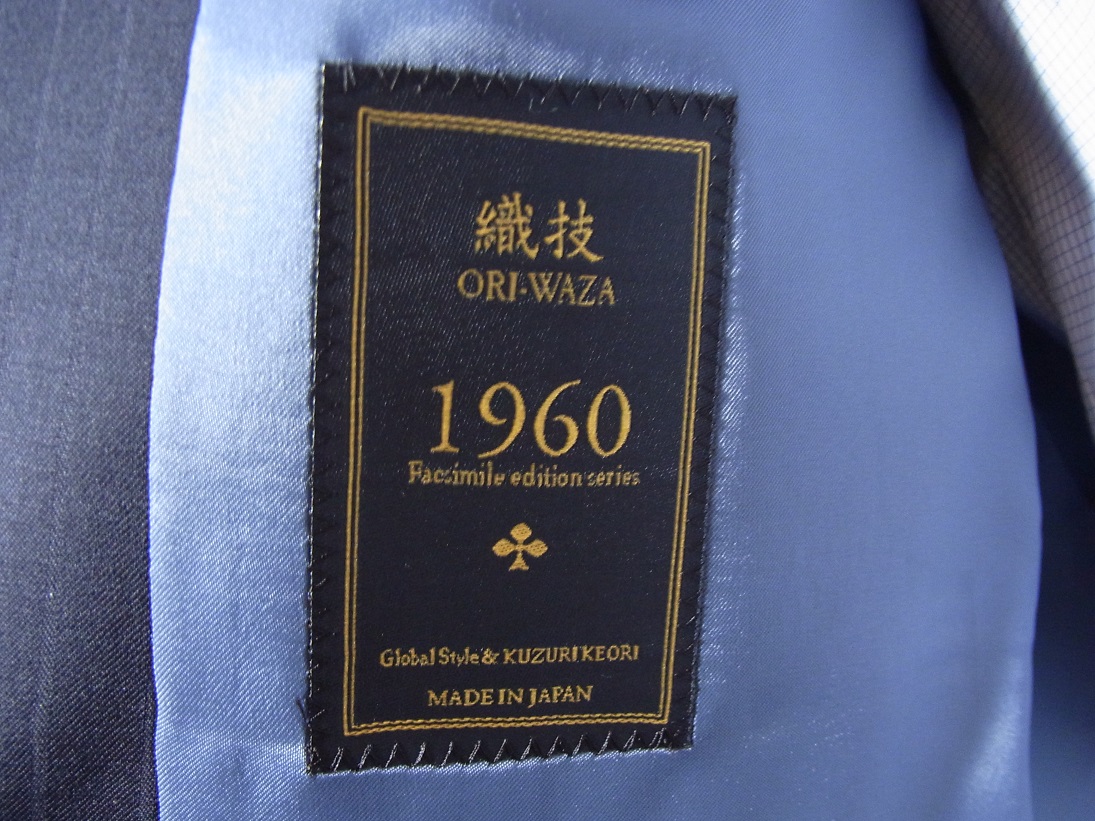 織技
ORI-WAZA
1960
Facsimile edition series
Global Style & KUZURI KEORI
MADE IN JAPAN